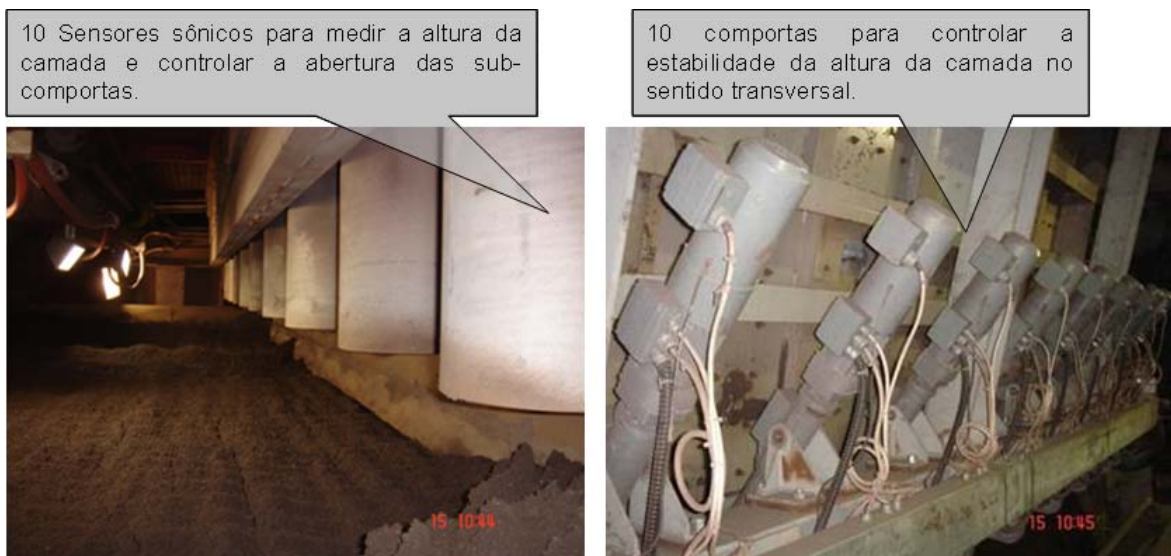 10 Sensores sônicos para medir a altura da
camada e controlar a abertura das sub-
comportas.
10 comportas para controlar a
estabilidade da altura da camada no
sentido transversal.
15 10:44
15 10:45